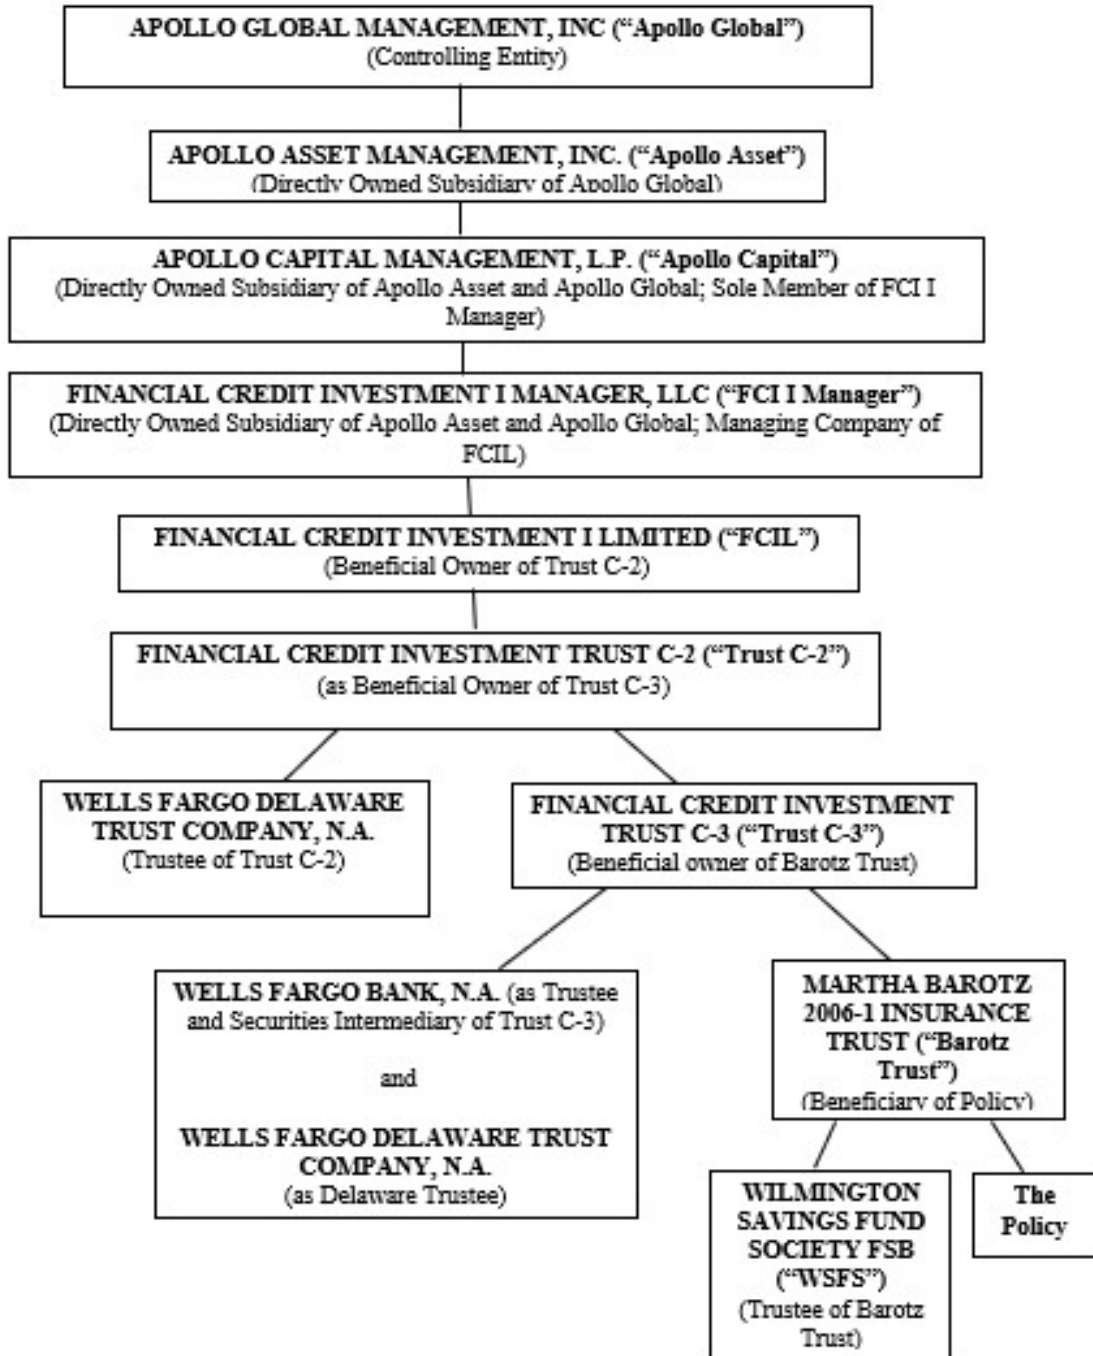 APOLLO GLOBAL MANAGEMENT, INC (“Apollo Global”)
(Controlling Entity)
APOLLO ASSET MANAGEMENT, INC. (“Apollo Asset”)
(Directly Owned Subsidiary of Apollo Global)
APOLLO CAPITAL MANAGEMENT, L.P. (“Apollo Capital”)
(Directly Owned Subsidiary of Apollo Asset and Apollo Global; Sole Member of FCI I
Manager)
FINANCIAL CREDIT INVESTMENT I MANAGER, LLC (“FCI I Manager”)
(Directly Owned Subsidiary of Apollo Asset and Apollo Global; Managing Company of
FCIL)
FINANCIAL CREDIT INVESTMENT I LIMITED (“FCIL”)
(Beneficial Owner of Trust C-2)
FINANCIAL CREDIT INVESTMENT TRUST C-2 (“Trust C-2”)
(as Beneficial Owner of Trust C-3)
WELLS FARGO DELAWARE
TRUST COMPANY, N.A.
(Trustee of Trust C-2)
FINANCIAL CREDIT INVESTMENT
TRUST C-3 (“Trust C-3”)
(Beneficial owner of Barotz Trust)
WELLS FARGO BANK, N.A. (as Trustee
and Securities Intermediary of Trust C-3)
and
WELLS FARGO DELAWARE TRUST
COMPANY, N.A.
(as Delaware Trustee)
MARTHA BAROTZ
2006-1 INSURANCE
TRUST (“Barotz
Trust”)
(Beneficiary of Policy)
WILMINGTON
SAVINGS FUND
SOCIETY FSB
(“WSFS”)
(Trustee of Barotz
Trust)
The
Policy